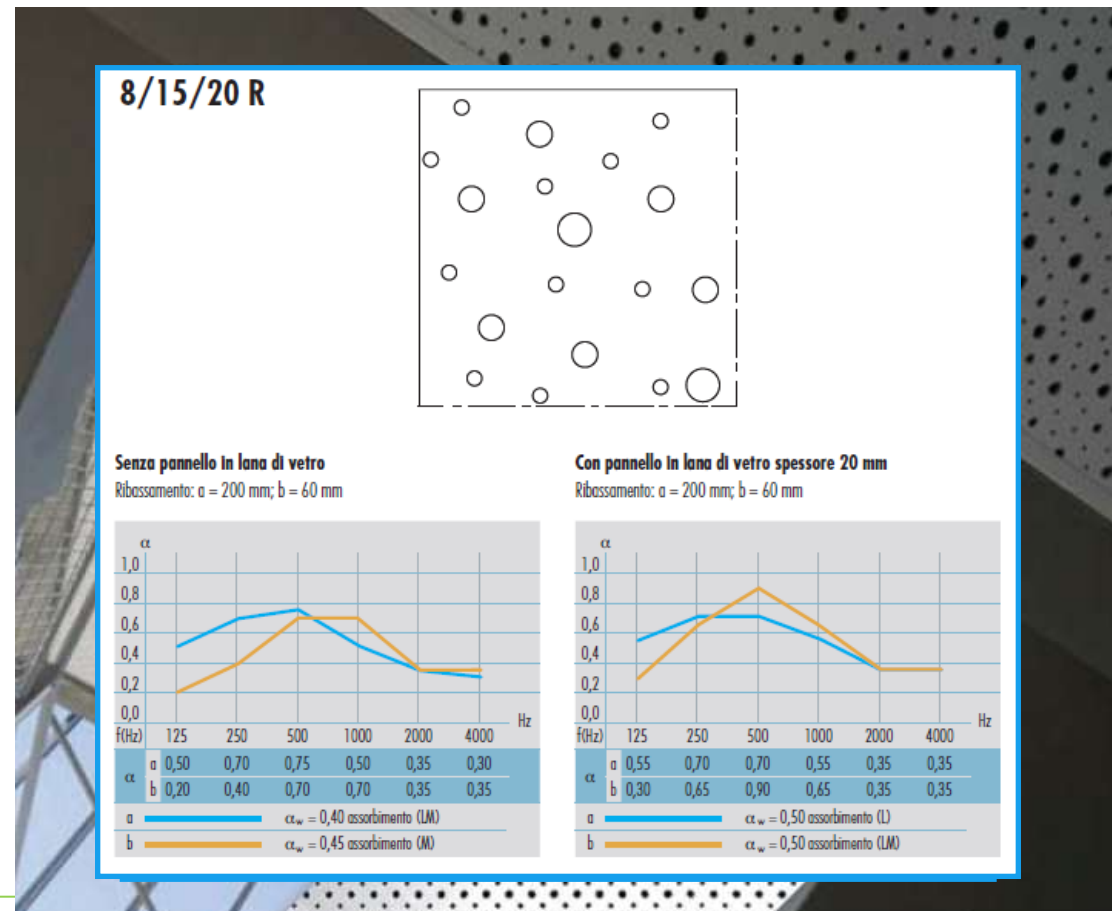 8/15/20 R
Senza pannello in lana di vetro
Ribassamento: a = 200 mm; b = 60 mm
α
1,0
0,8
0,6
0,4
0,2
0,0
Hz
f(Hz) 125 250 500 1000 2000 4000
α
a 0,50 0,70 0,75 0,50 0,35 0,30
b 0,20 0,40 0,70 0,70 0,35 0,35
a αw = 0,40 assorbimento (LM)
b αw = 0,45 assorbimento (M)
Con pannello in lana di vetro spessore 20 mm
Ribassamento: a = 200 mm; b = 60 mm
α
1,0
0,8
0,6
0,4
0,2
0,0
Hz
f(Hz) 125 250 500 1000 2000 4000
α
a 0,55 0,70 0,70 0,55 0,35 0,35
b 0,30 0,65 0,90 0,65 0,35 0,35
a αw = 0,50 assorbimento (L)
b αw = 0,50 assorbimento (LM)